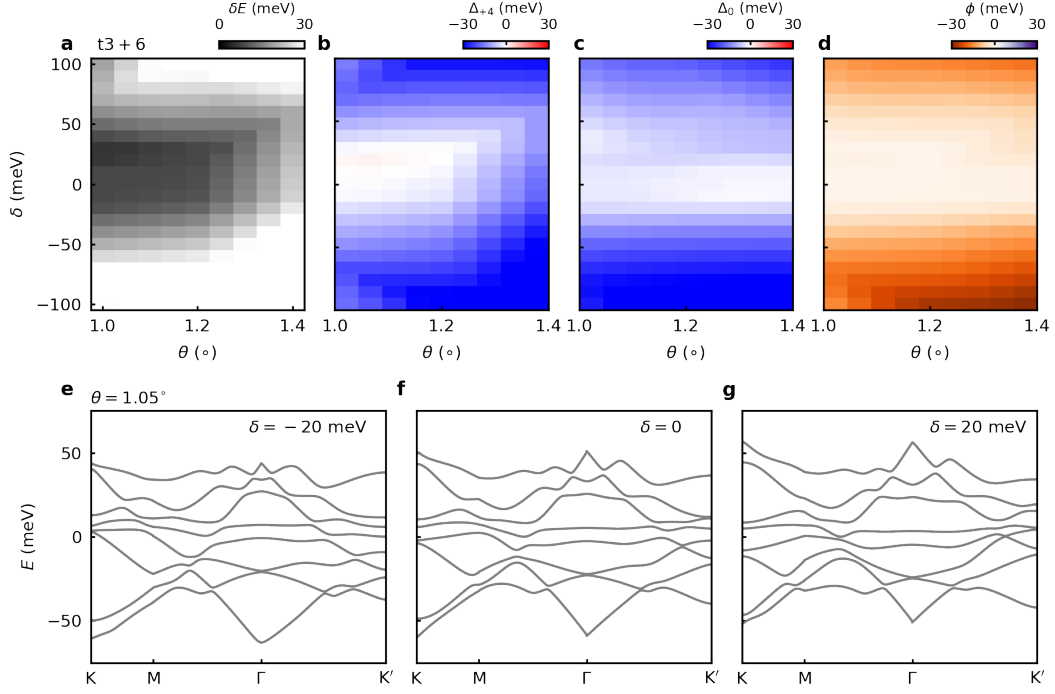 δE (meV)
0 30
Δ+4 (meV)
−30 0 30
Δ0 (meV)
−30 0 30
ϕ (meV)
−30 0 30
a t3 + 6 b c d
100
50
0
−50
−100
δ (meV)
1.0 1.2 1.4
θ (∘)
1.0 1.2 1.4
θ (∘)
1.0 1.2 1.4
θ (∘)
1.0 1.2 1.4
θ (∘)
e f g
θ = 1.05°
δ = −20 meV
δ = 0
δ = 20 meV
50
0
−50
E (meV)
K M Γ K′
K M Γ K′
K M Γ K′